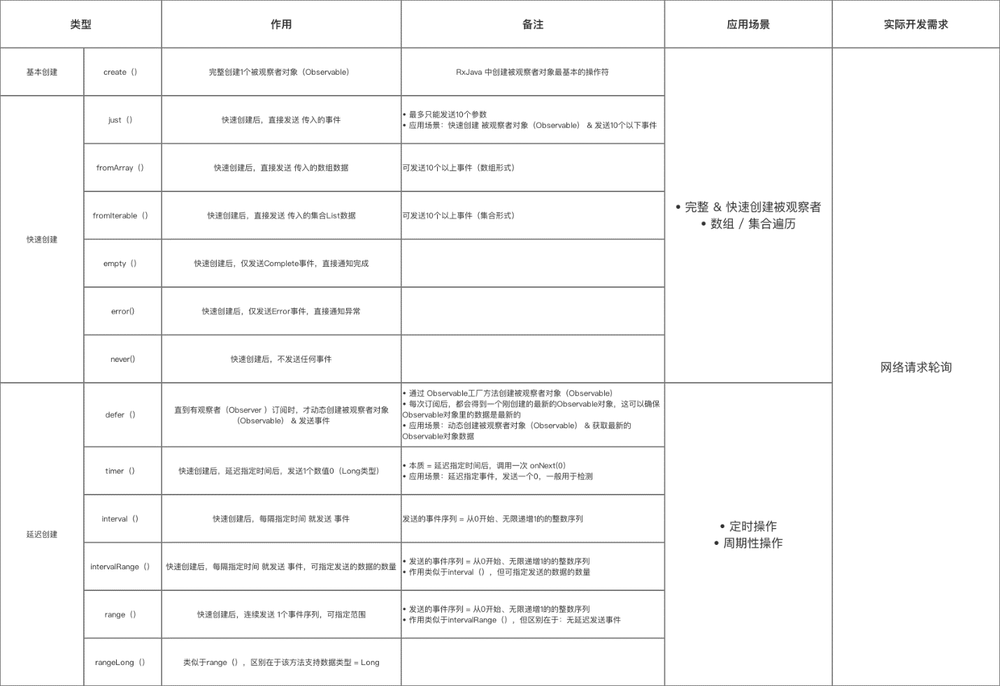 类型
作用
备注
应用场景
实际开发需求
基本创建
create（）
完整创建1个被观察者对象（Observable）
RxJava 中创建被观察者对象最基本的操作符
快速创建
just（）
快速创建后，直接发送 传入的事件
• 最多只能发送10个参数
• 应用场景：快速创建 被观察者对象（Observable） & 发送10个以下事件
fromArray（）
快速创建后，直接发送 传入的数组数据
可发送10个以上事件（数组形式）
fromIterable（）
快速创建后，直接发送 传入的集合List数据
可发送10个以上事件（集合形式）
empty（）
快速创建后，仅发送Complete事件，直接通知完成
error()
快速创建后，仅发送Error事件，直接通知异常
never()
快速创建后，不发送任何事件
• 完整 & 快速创建被观察者
• 数组 / 集合遍历
网络请求轮询
延迟创建
defer（）
直到有观察者（Observer ）订阅时，才动态创建被观察者对象
（Observable） & 发送事件
• 通过 Observable工厂方法创建被观察者对象（Observable）
• 每次订阅后，都会得到一个刚创建的最新的Observable对象，这可以确保
Observable对象里的数据是最新的
• 应用场景：动态创建被观察者对象（Observable） & 获取最新的
Observable对象数据
timer（）
快速创建后，延迟指定时间后，发送1个数值0（Long类型）
• 本质 = 延迟指定时间后，调用一次 onNext(0)
• 应用场景：延迟指定事件，发送一个0，一般用于检测
interval（）
快速创建后，每隔指定时间 就发送 事件
发送的事件序列 = 从0开始、无限递增1的的整数序列
intervalRange（）
快速创建后，每隔指定时间 就发送 事件，可指定发送的数据的数量
• 发送的事件序列 = 从0开始、无限递增1的的整数序列
• 作用类似于interval（），但可指定发送的数据的数量
range（）
快速创建后，连续发送 1个事件序列，可指定范围
• 发送的事件序列 = 从0开始、无限递增1的的整数序列
• 作用类似于intervalRange（），但区别在于：无延迟发送事件
rangeLong（）
类似于range（），区别在于该方法支持数据类型 = Long
• 定时操作
• 周期性操作